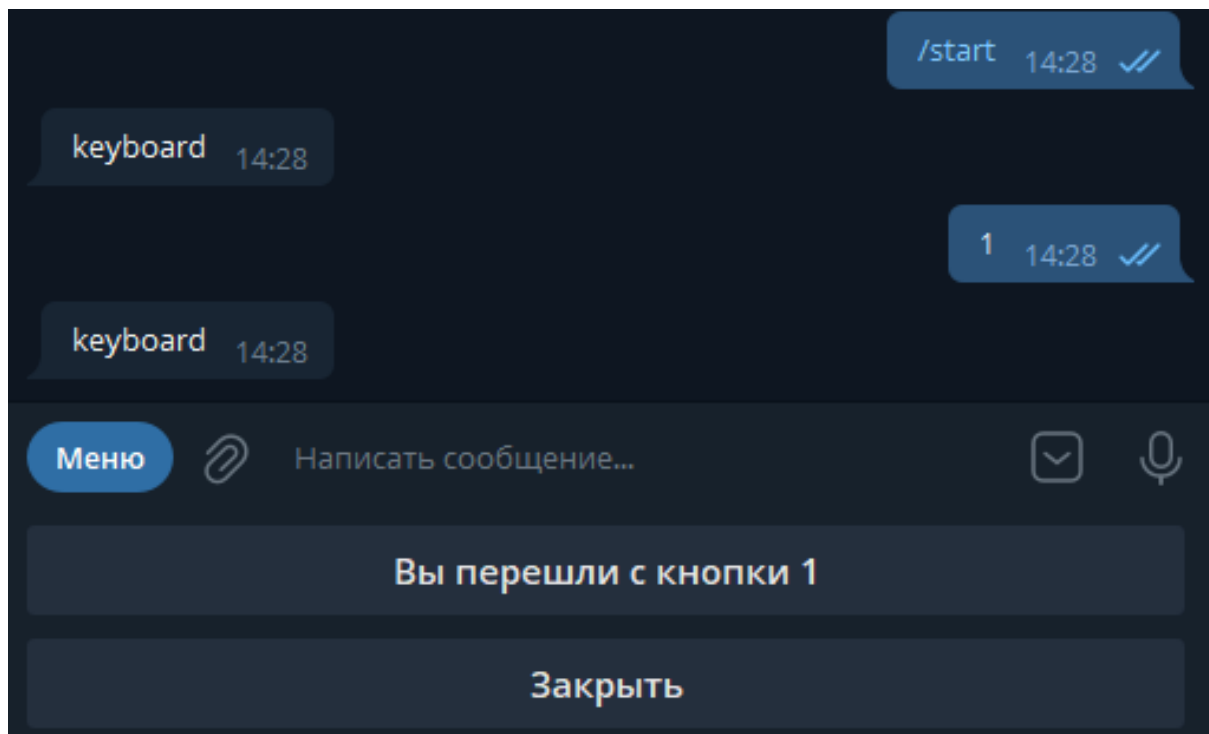 /start 14:28
keyboard 14:28
1 14:28
keyboard 14:28
Меню Написать сообщение...
Вы перешли с кнопки 1
Закрыть